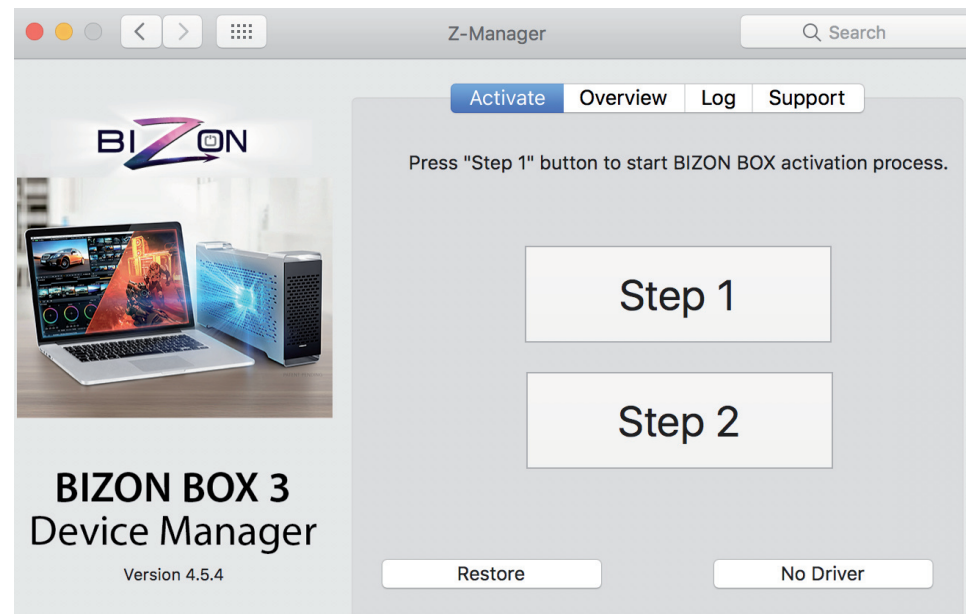 Z-Manager
Search
Activate Overview Log Support
BIZON
Press "Step 1" button to start BIZON BOX activation process.
Step 1
Step 2
BIZON BOX 3
Device Manager
Version 4.5.4
Restore
No Driver